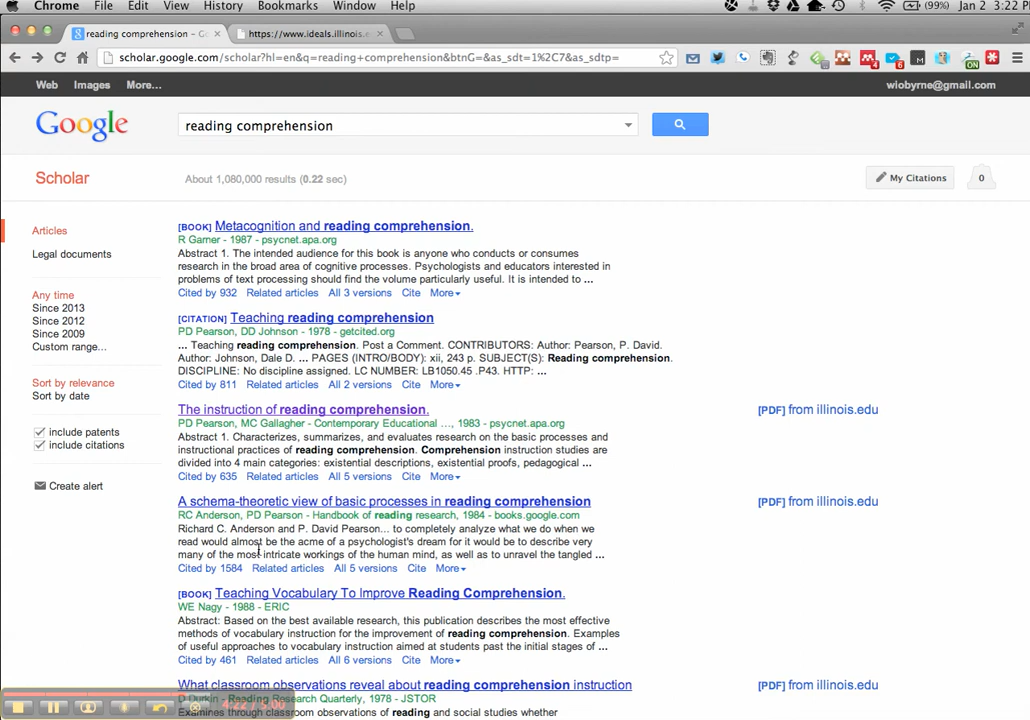 Chrome File Edit View History Bookmarks Window Help (99%) Jan 2 3:22
reading comprehension - G × https://www.ideals.illinois.e ×
scholar.google.com/scholar?hl=en&q=reading+comprehension&btnG=&as_sdt=1%2C7&as_sdtp=
Web Images More... wiobyrne@gmail.com
Google reading comprehension
Scholar About 1,080,000 results (0.22 sec) My Citations 0
Articles
Legal documents
Any time
Since 2013
Since 2012
Since 2009
Custom range...
Sort by relevance
Sort by date
include patents
include citations
Create alert
[BOOK] Metacognition and reading comprehension.
R Garner - 1987 - psycnet.apa.org
Abstract 1. The intended audience for this book is anyone who conducts or consumes
research in the broad area of cognitive processes. Psychologists and educators interested in
problems of text processing should find the volume particularly useful. It is intended to ...
Cited by 932 Related articles All 3 versions Cite More
[CITATION] Teaching reading comprehension
PD Pearson, DD Johnson - 1978 - getcited.org
... Teaching reading comprehension. Post a Comment. CONTRIBUTORS: Author: Pearson, P. David.
Author: Johnson, Dale D. ... PAGES (INTRO/BODY): xii, 243 p. SUBJECT(S): Reading comprehension.
DISCIPLINE: No discipline assigned. LC NUMBER: LB1050.45 .P43. HTTP: ...
Cited by 811 Related articles All 2 versions Cite More
The instruction of reading comprehension. [PDF] from illinois.edu
PD Pearson, MC Gallagher - Contemporary Educational ..., 1983 - psycnet.apa.org
Abstract 1. Characterizes, summarizes, and evaluates research on the basic processes and
instructional practices of reading comprehension. Comprehension instruction studies are
divided into 4 main categories: existential descriptions, existential proofs, pedagogical ...
Cited by 635 Related articles All 5 versions Cite More
A schema-theoretic view of basic processes in reading comprehension [PDF] from illinois.edu
RC Anderson, PD Pearson - Handbook of reading research, 1984 - books.google.com
Richard C. Anderson and P. David Pearson... to completely analyze what we do when we
read would almost be the acme of a psychologist's dream for it would be to describe very
many of the most intricate workings of the human mind, as well as to unravel the tangled ...
Cited by 1584 Related articles All 5 versions Cite More
[BOOK] Teaching Vocabulary To Improve Reading Comprehension.
WE Nagy - 1988 - ERIC
Abstract: Based on the best available research, this publication describes the most effective
methods of vocabulary instruction for the improvement of reading comprehension. Examples
of useful approaches to vocabulary instruction aimed at students past the initial stages of ...
Cited by 461 Related articles All 6 versions Cite More
What classroom observations reveal about reading comprehension instruction [PDF] from illinois.edu
D Durkin - Reading Research Quarterly, 1978 - JSTOR
Examines through classroom observations of reading and social studies whether